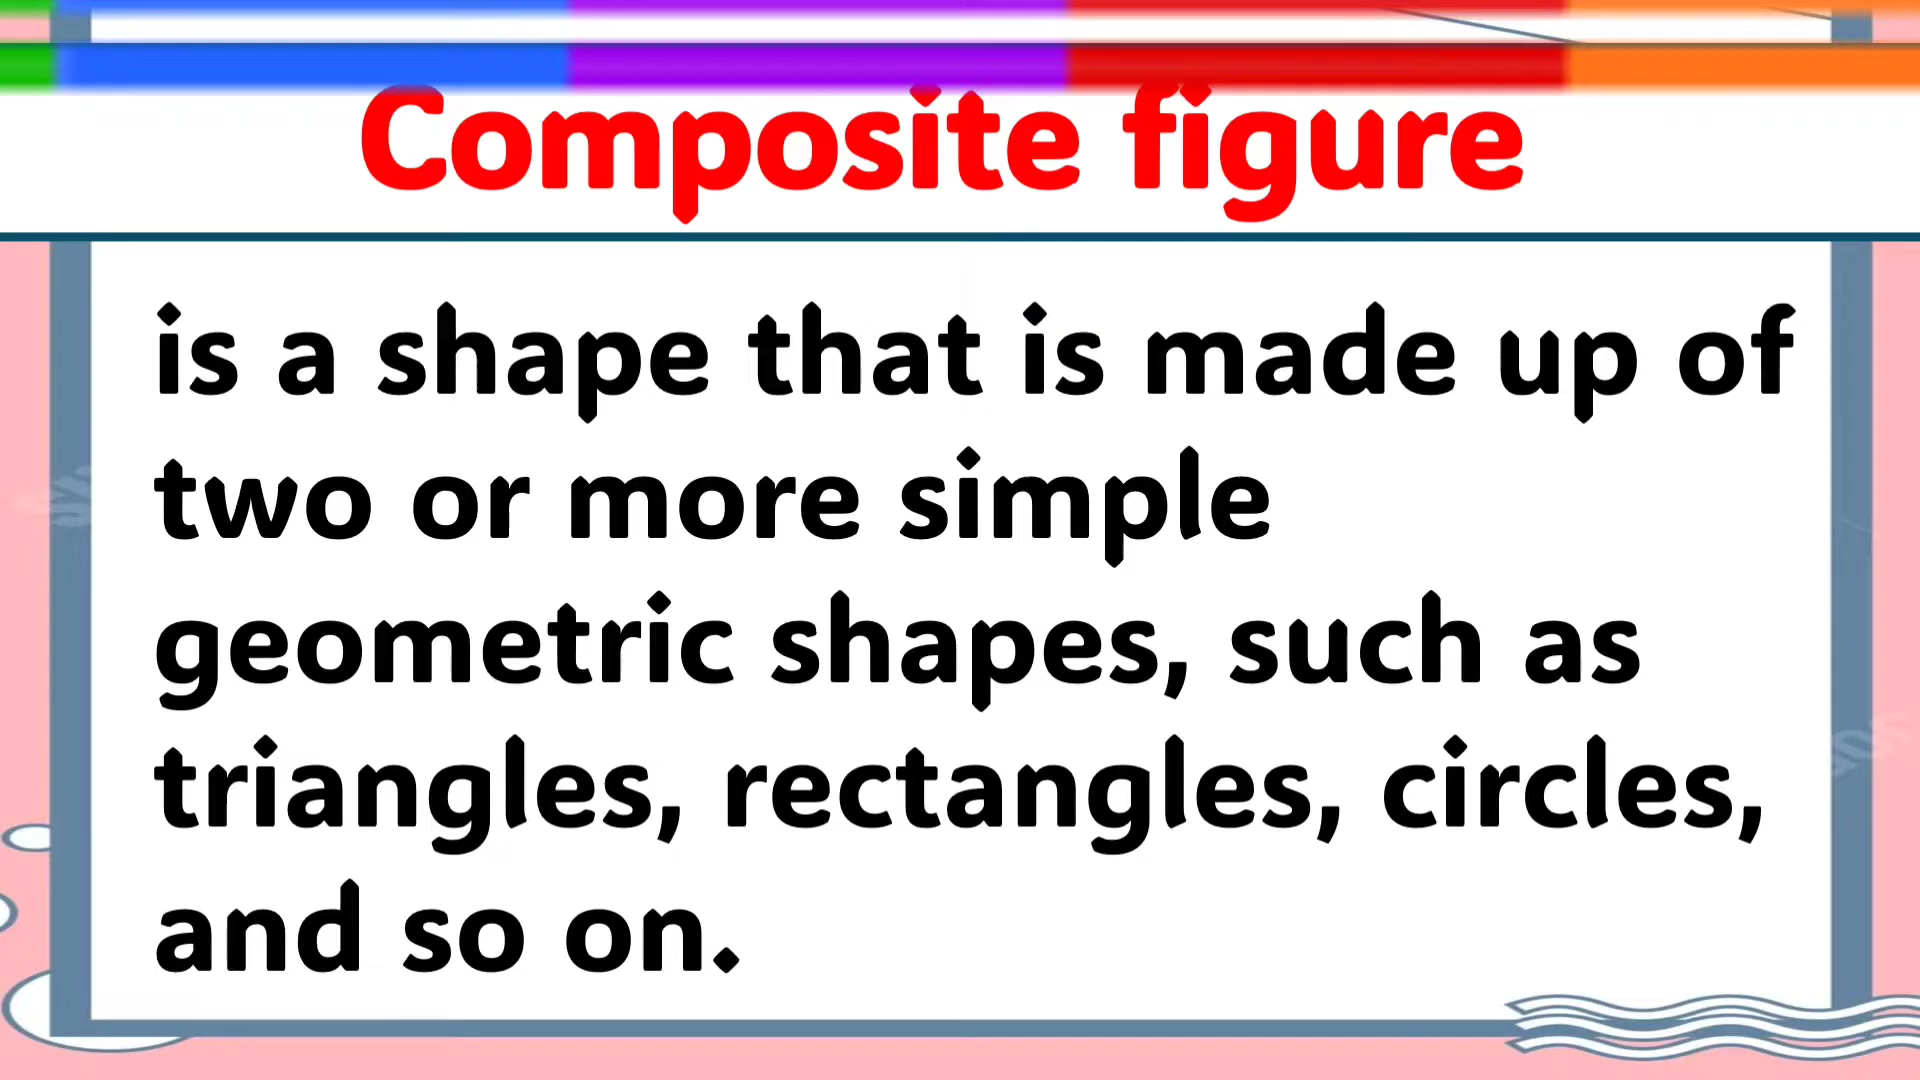 Composite figure
is a shape that is made up of
two or more simple
geometric shapes, such as
triangles, rectangles, circles,
and so on.